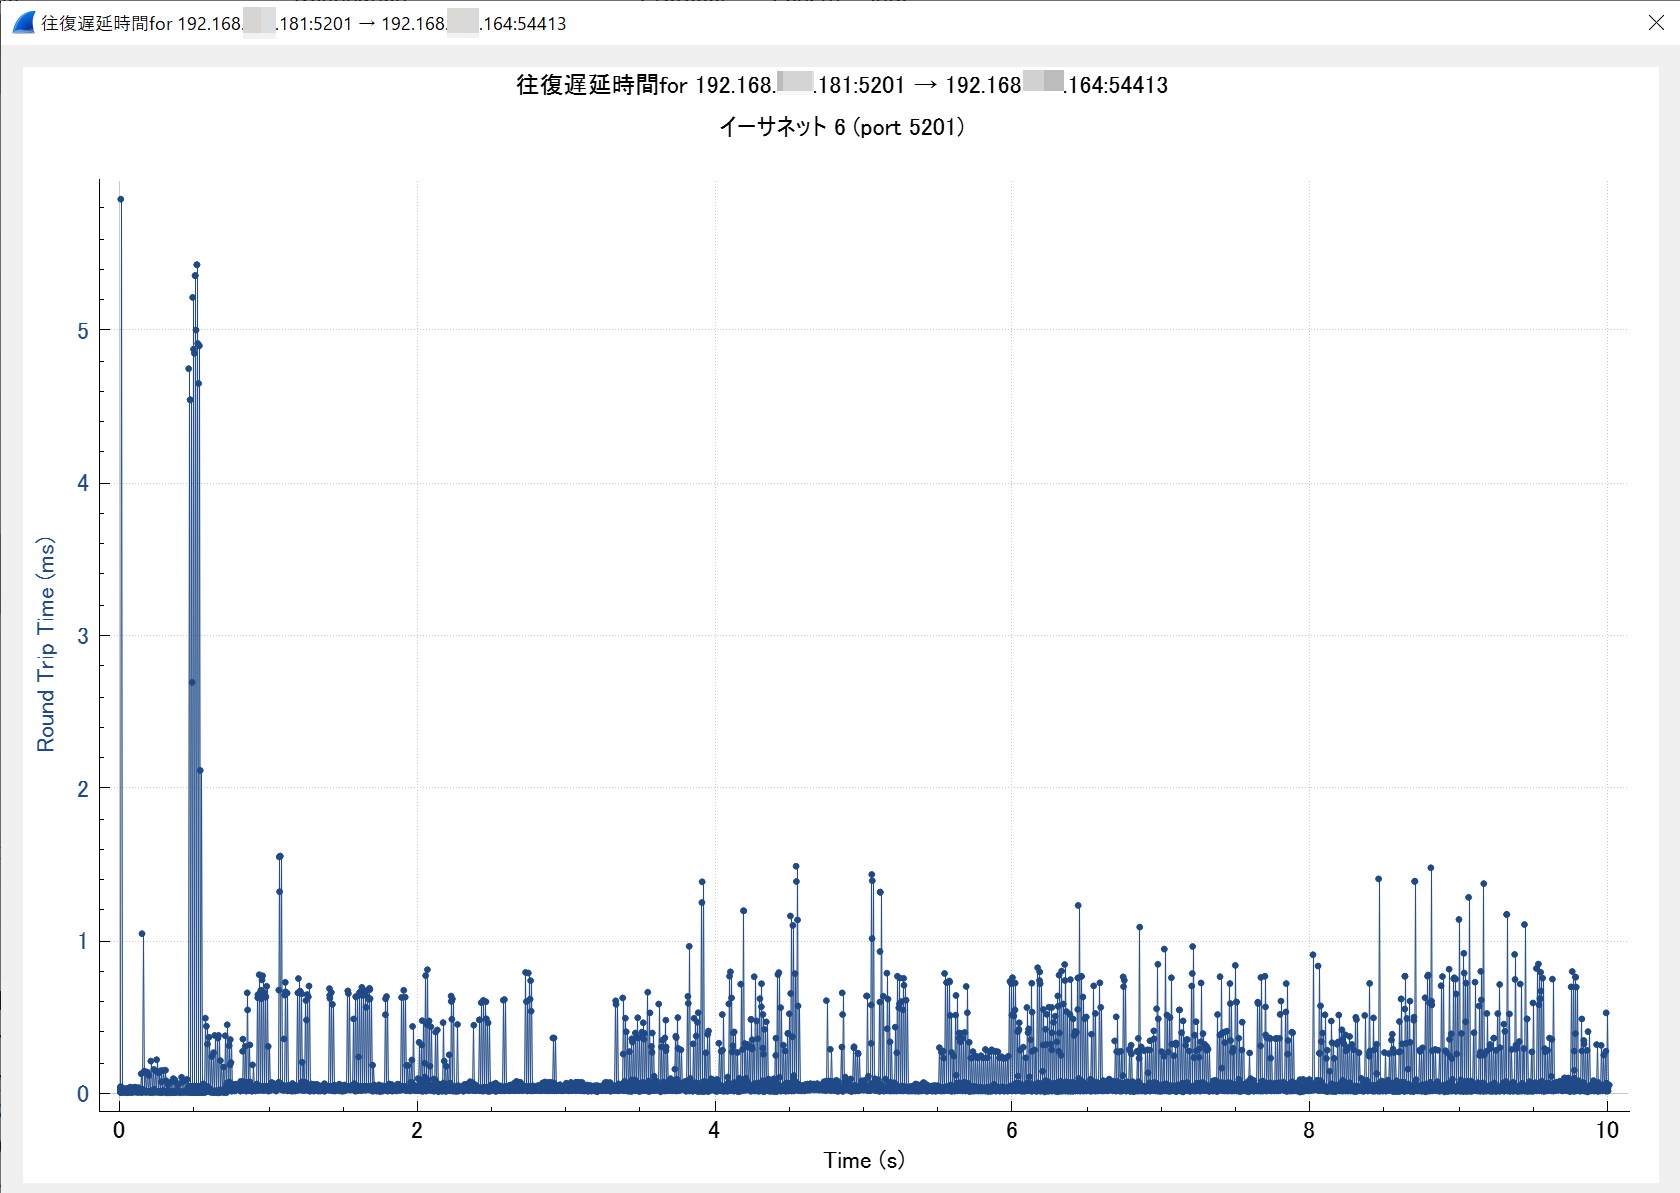 往復遅延時間for 192.168. .181:5201 → 192.168. .164:54413
往復遅延時間for 192.168. .181:5201 → 192.168 .164:54413
イーサネット 6 (port 5201)
Round Trip Time (ms)
5
4
3
2
1
0
0 2 4 6 8 10
Time (s)